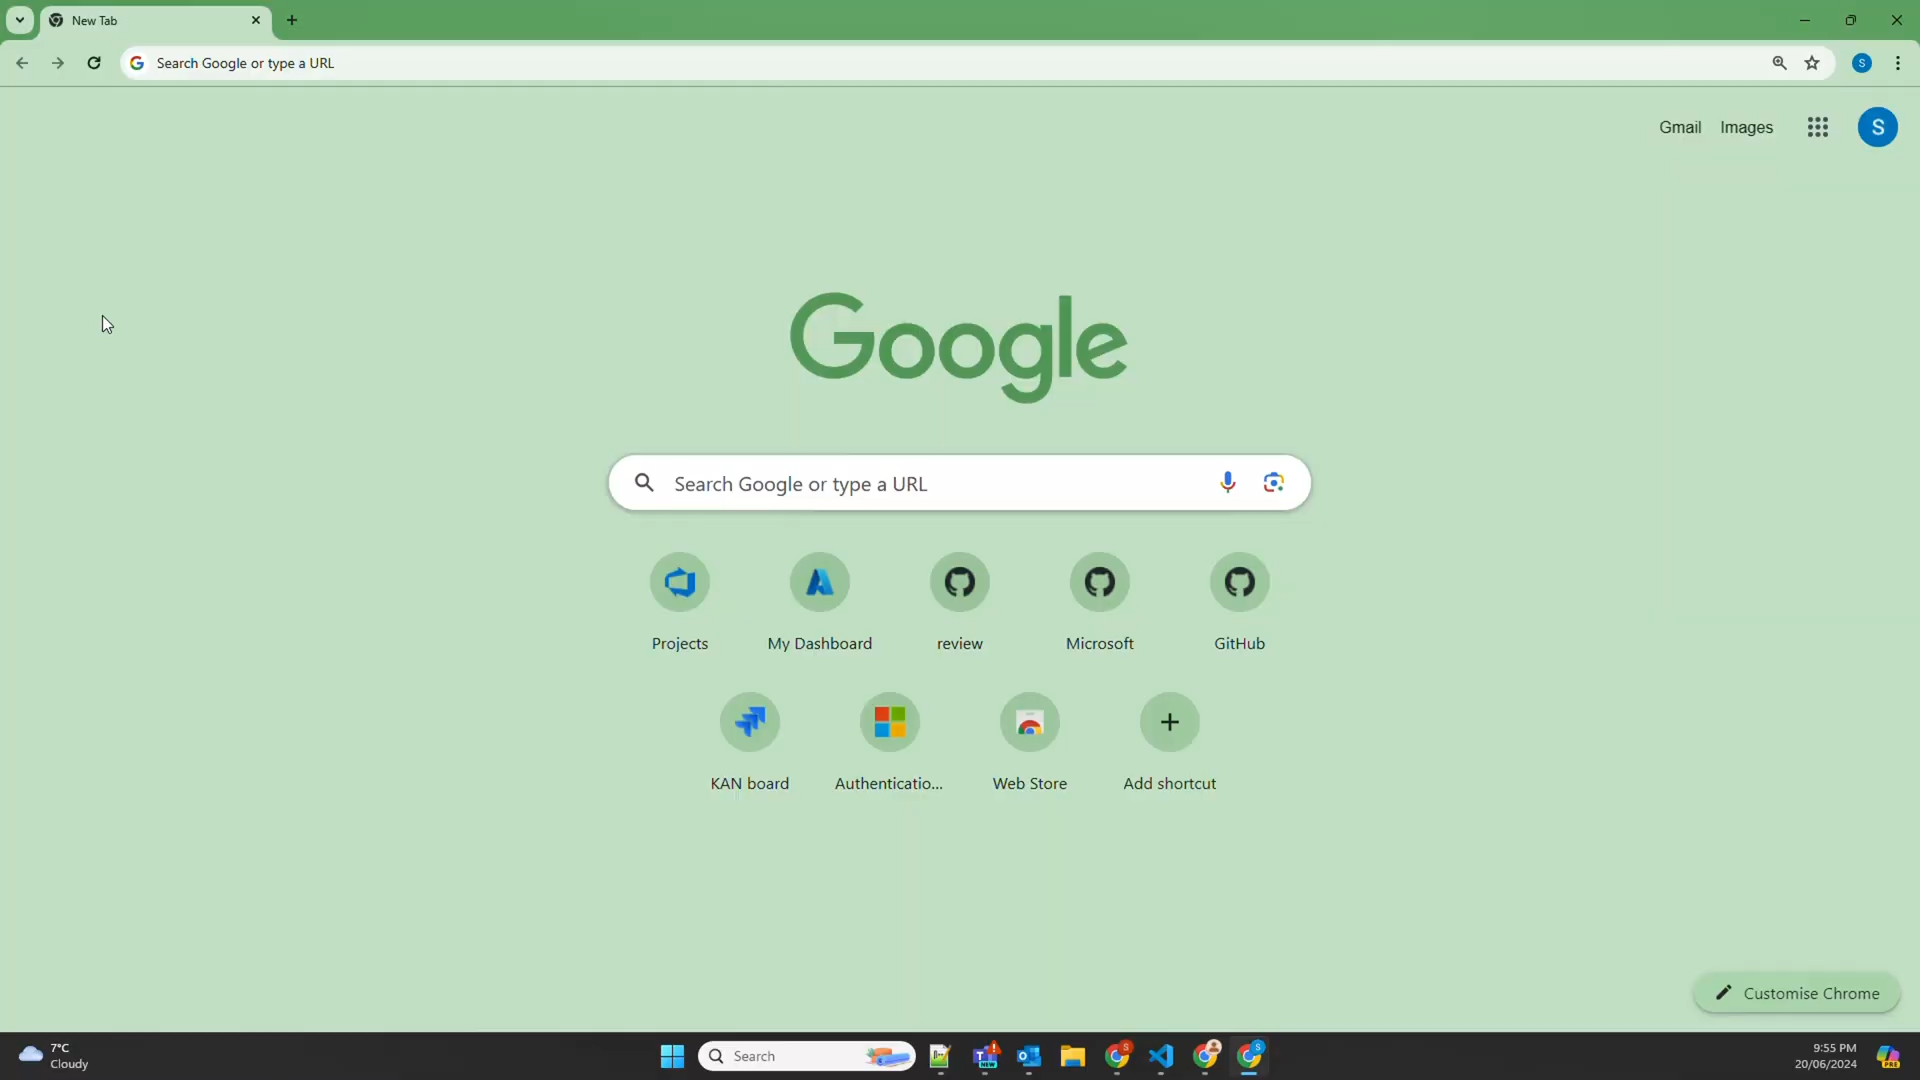 New Tab
Search Google or type a URL
S
Gmail
Images
S
Google
Search Google or type a URL
Projects
My Dashboard
review
Microsoft
GitHub
KAN board
Authenticatio...
Web Store
Add shortcut
Customise Chrome
7°C
Cloudy
Search
NEW
S
S
9:55 PM
20/06/2024
PRE